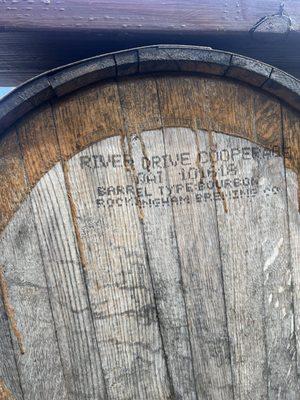 RIVER DRIVE COOPERAGE
BARREL TYPE:BOURBON
ROCKINGHAM BREWING CO